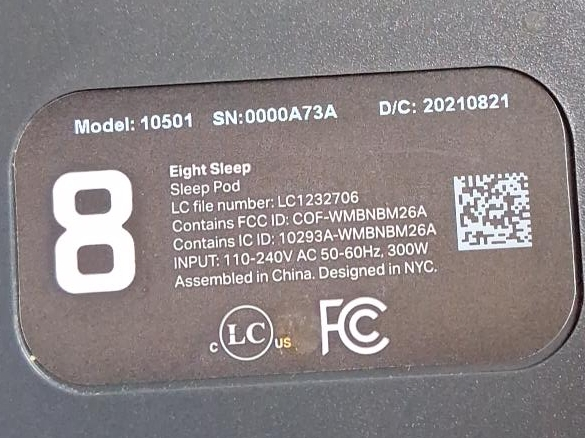 Model: 10501 SN:0000A73A D/C: 20210821
8
Eight Sleep
Sleep Pod
LC file number: LC1232706
Contains FCC ID: COF-WMBNBM26A
Contains IC ID: 10293A-WMBNBM26A
INPUT: 110-240V AC 50-60Hz, 300W
Assembled in China. Designed in NYC.
c LC us FC